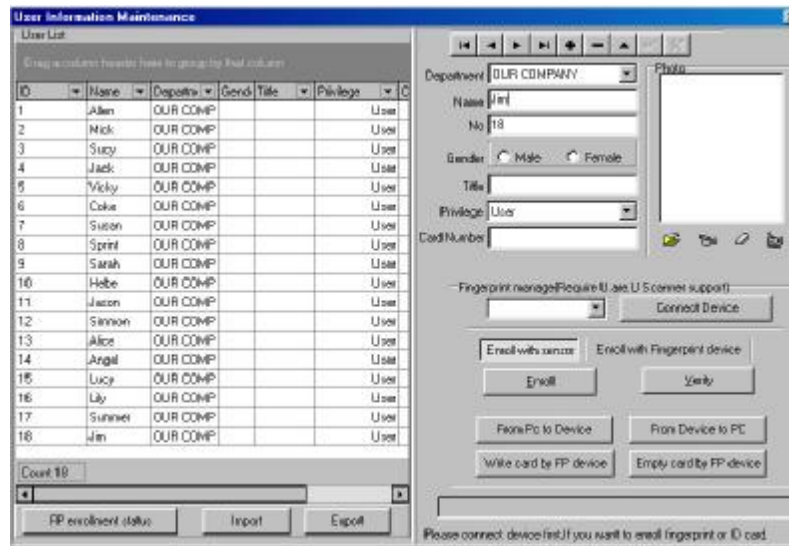 User Information Maintenance
User List
Drag a column header here to group by that column
ID Name Departm Gend Title Privilege C
1 Allen OUR COMP User
2 Mick OUR COMP User
3 Sucy OUR COMP User
4 Jack OUR COMP User
5 Vicky OUR COMP User
6 Coke OUR COMP User
7 Susan OUR COMP User
8 Sprint OUR COMP User
9 Sarah OUR COMP User
10 Hebe OUR COMP User
11 Jason OUR COMP User
12 Simmon OUR COMP User
13 Alice OUR COMP User
14 Angel OUR COMP User
15 Lucy OUR COMP User
16 Lily OUR COMP User
17 Summer OUR COMP User
18 Jim OUR COMP User
Count:18
FP enrollment status Import Export
Department OUR COMPANY
Photo
Name Jim
No 18
Gender Male Female
Title
Privilege User
Card Number
Fingerprint manage(Require U are U Scanner support)
Connect Device
Enroll with sensor Enroll with Fingerprint device
Enroll Verify
From Pc to Device From Device to PC
Write card by FP device Empty card by FP device
Please connect device first,If you want to enroll fingerprint or ID card.